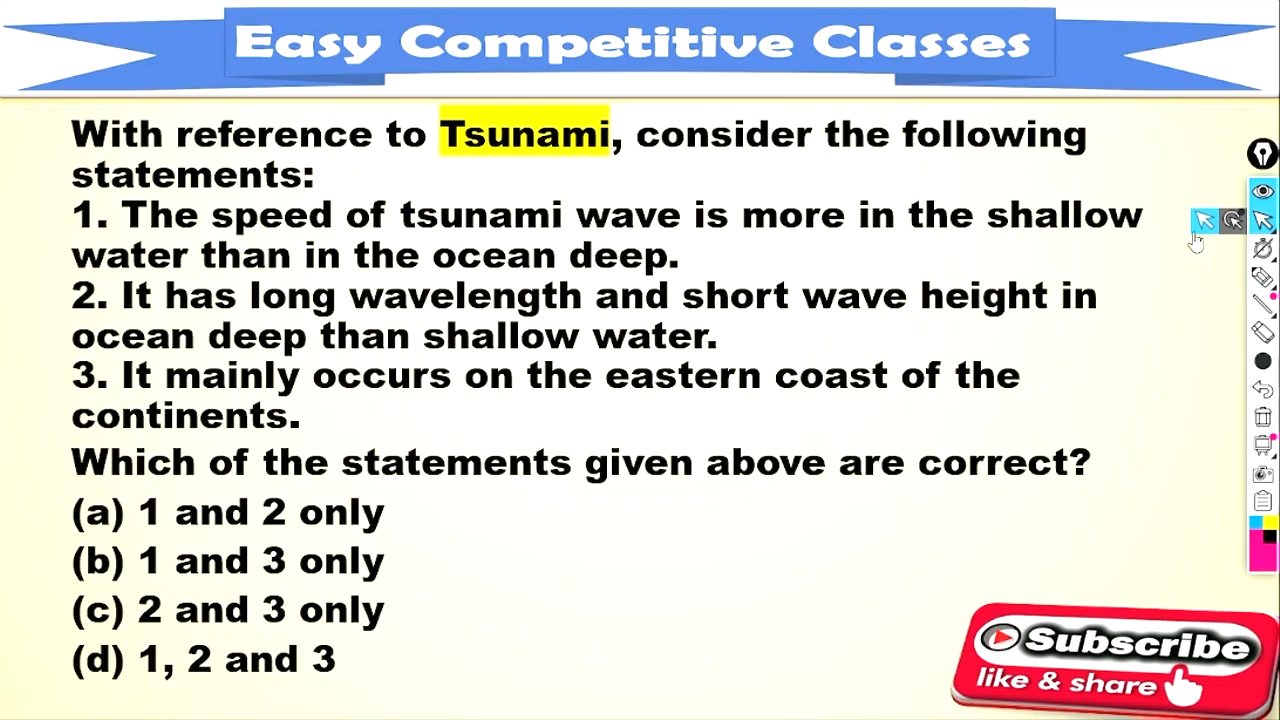 Easy Competitive Classes
With reference to Tsunami, consider the following
statements:
1. The speed of tsunami wave is more in the shallow
water than in the ocean deep.
2. It has long wavelength and short wave height in
ocean deep than shallow water.
3. It mainly occurs on the eastern coast of the
continents.
Which of the statements given above are correct?
(a) 1 and 2 only
(b) 1 and 3 only
(c) 2 and 3 only
(d) 1, 2 and 3
Subscribe
like & share